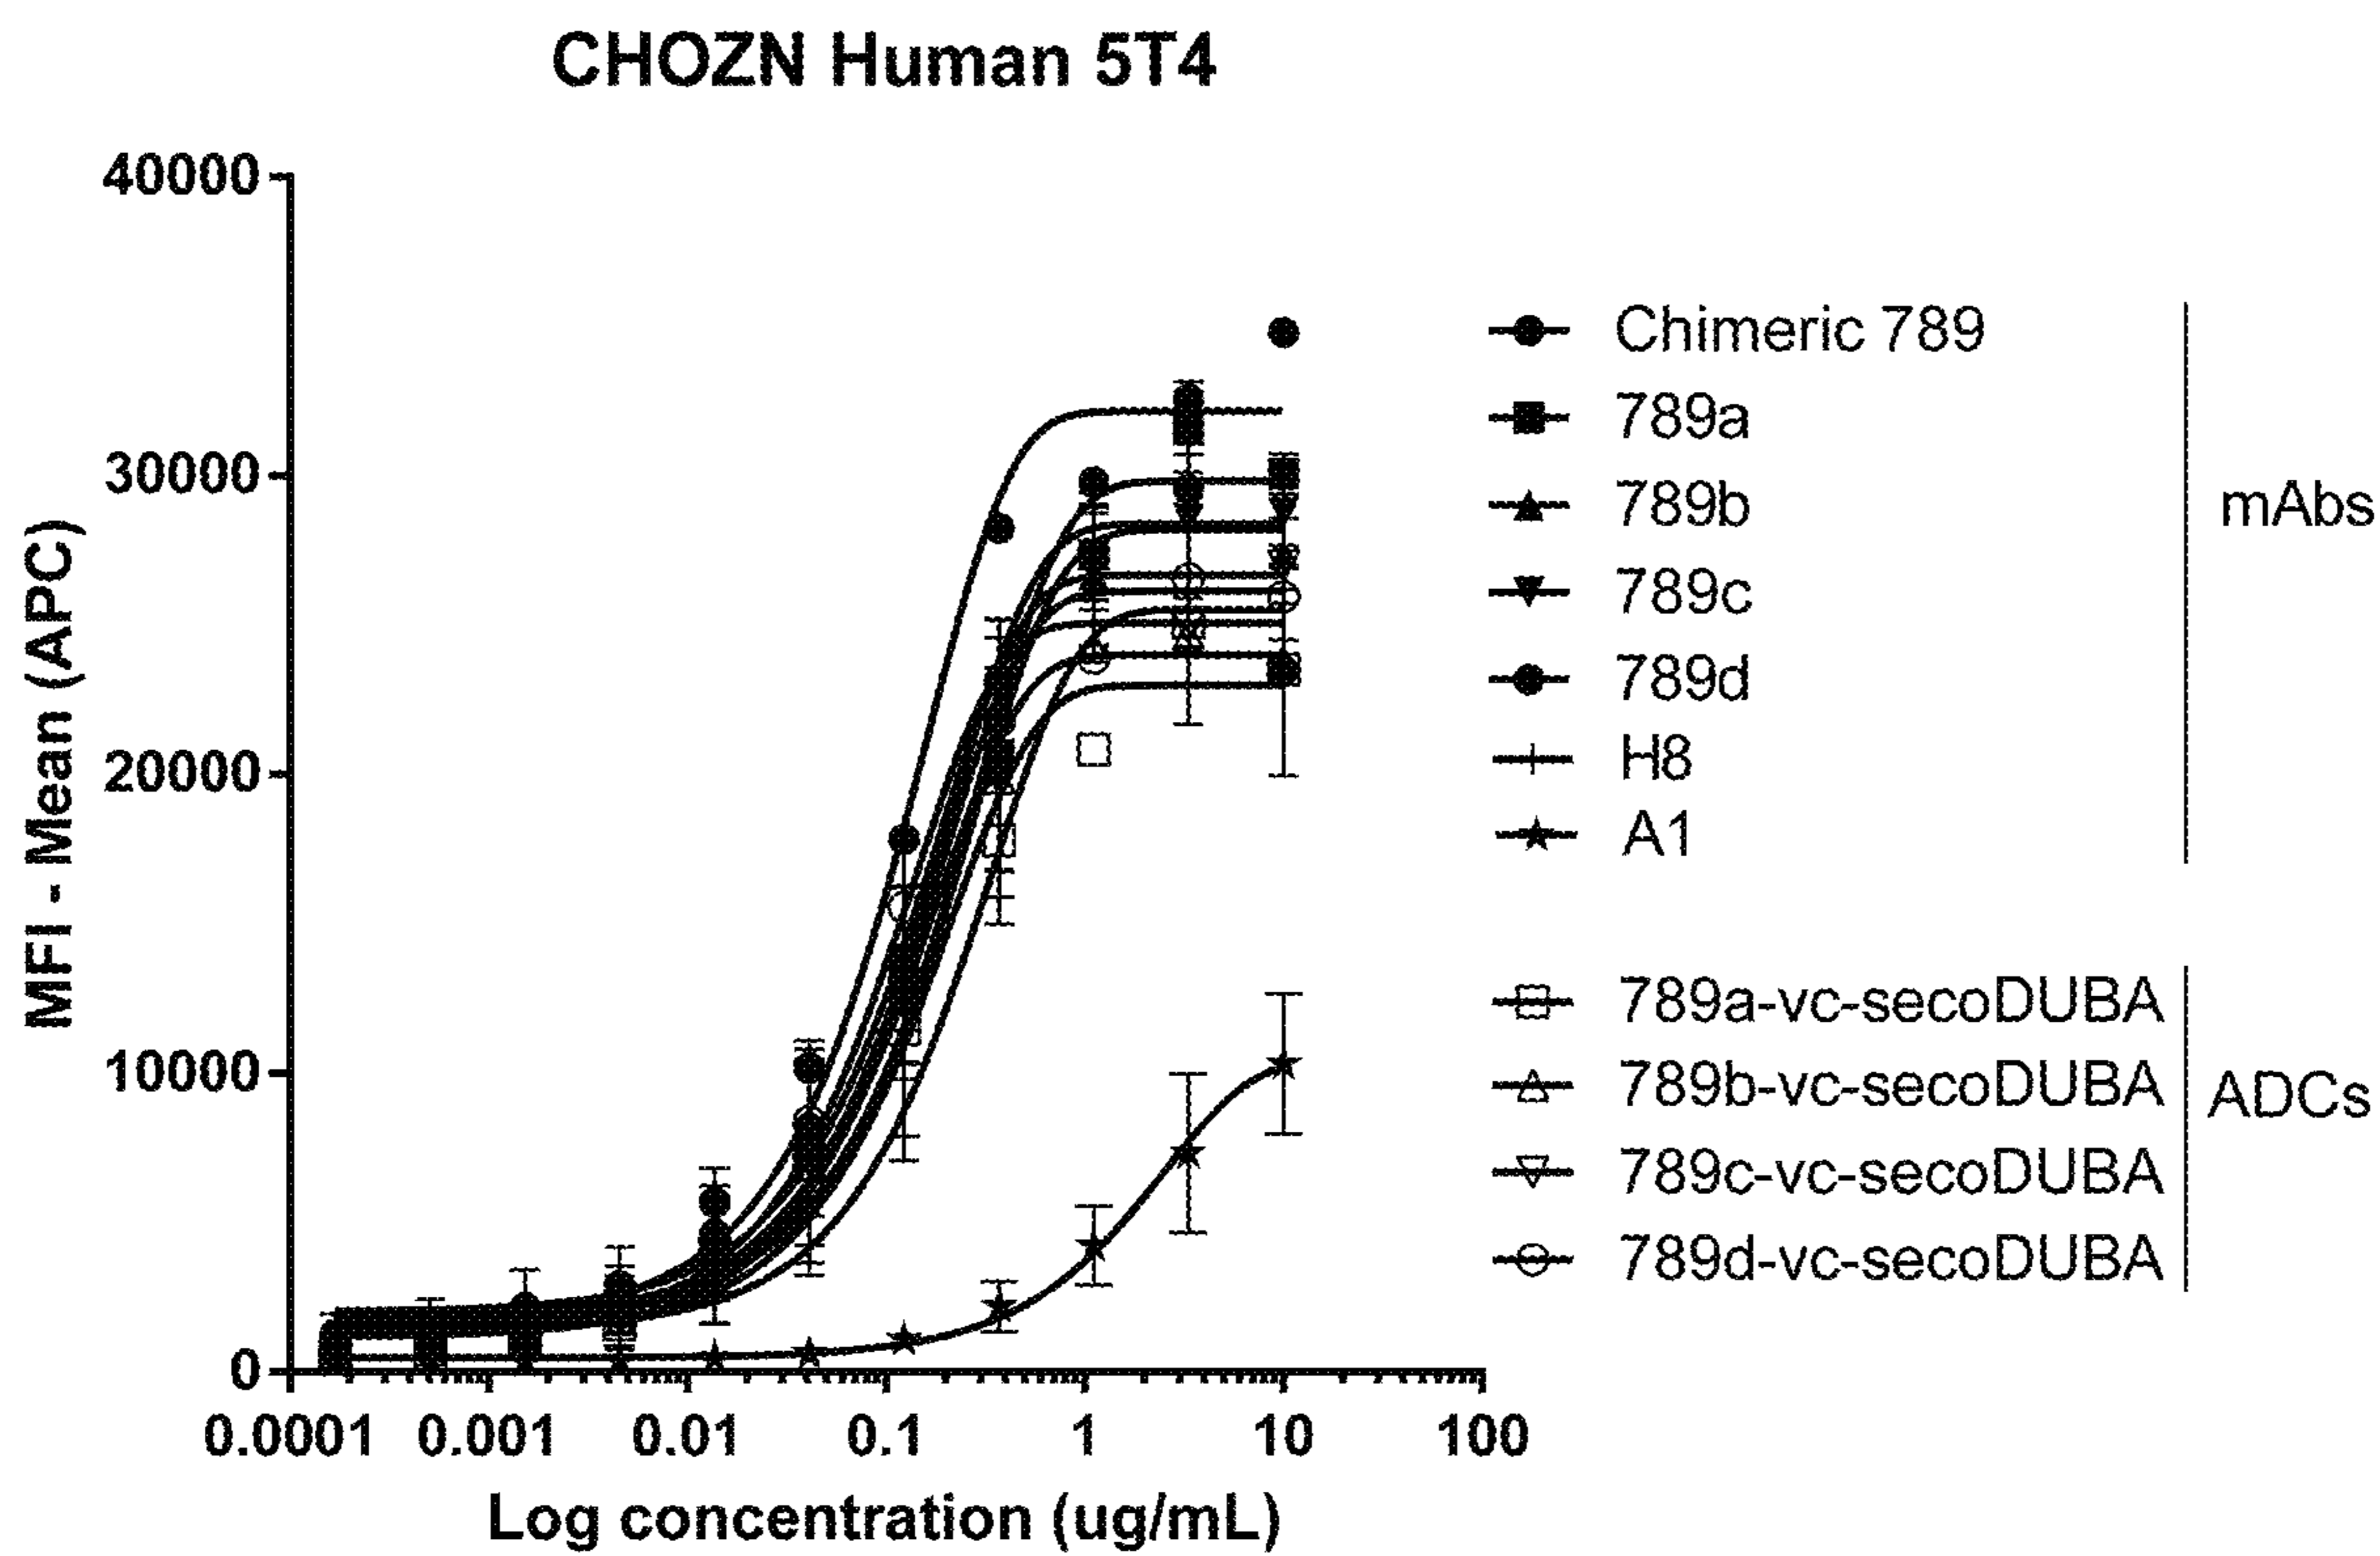 CHOZN Human 5T4
MFI - Mean (APC)
40000
30000
20000
10000
0
0.0001 0.001 0.01 0.1 1 10 100
Log concentration (ug/mL)
Chimeric 789
789a
789b
789c
789d
H8
A1
mAbs
789a-vc-secoDUBA
789b-vc-secoDUBA
789c-vc-secoDUBA
789d-vc-secoDUBA
ADCs